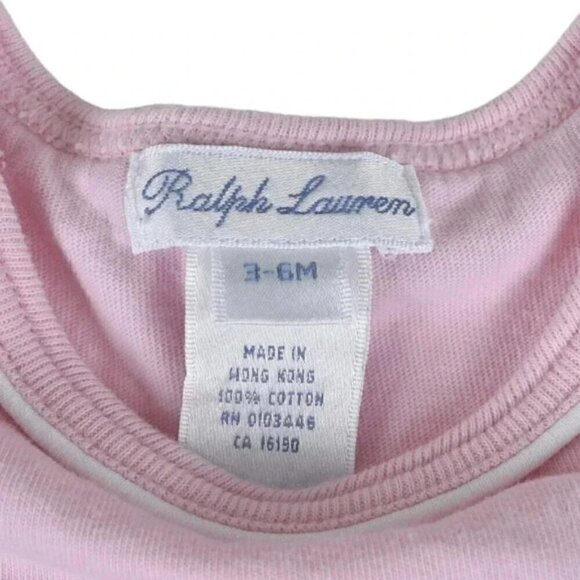 Ralph Lauren
3-6M
MADE IN
HONG KONG
100% COTTON
RN 0103446
CA 16190